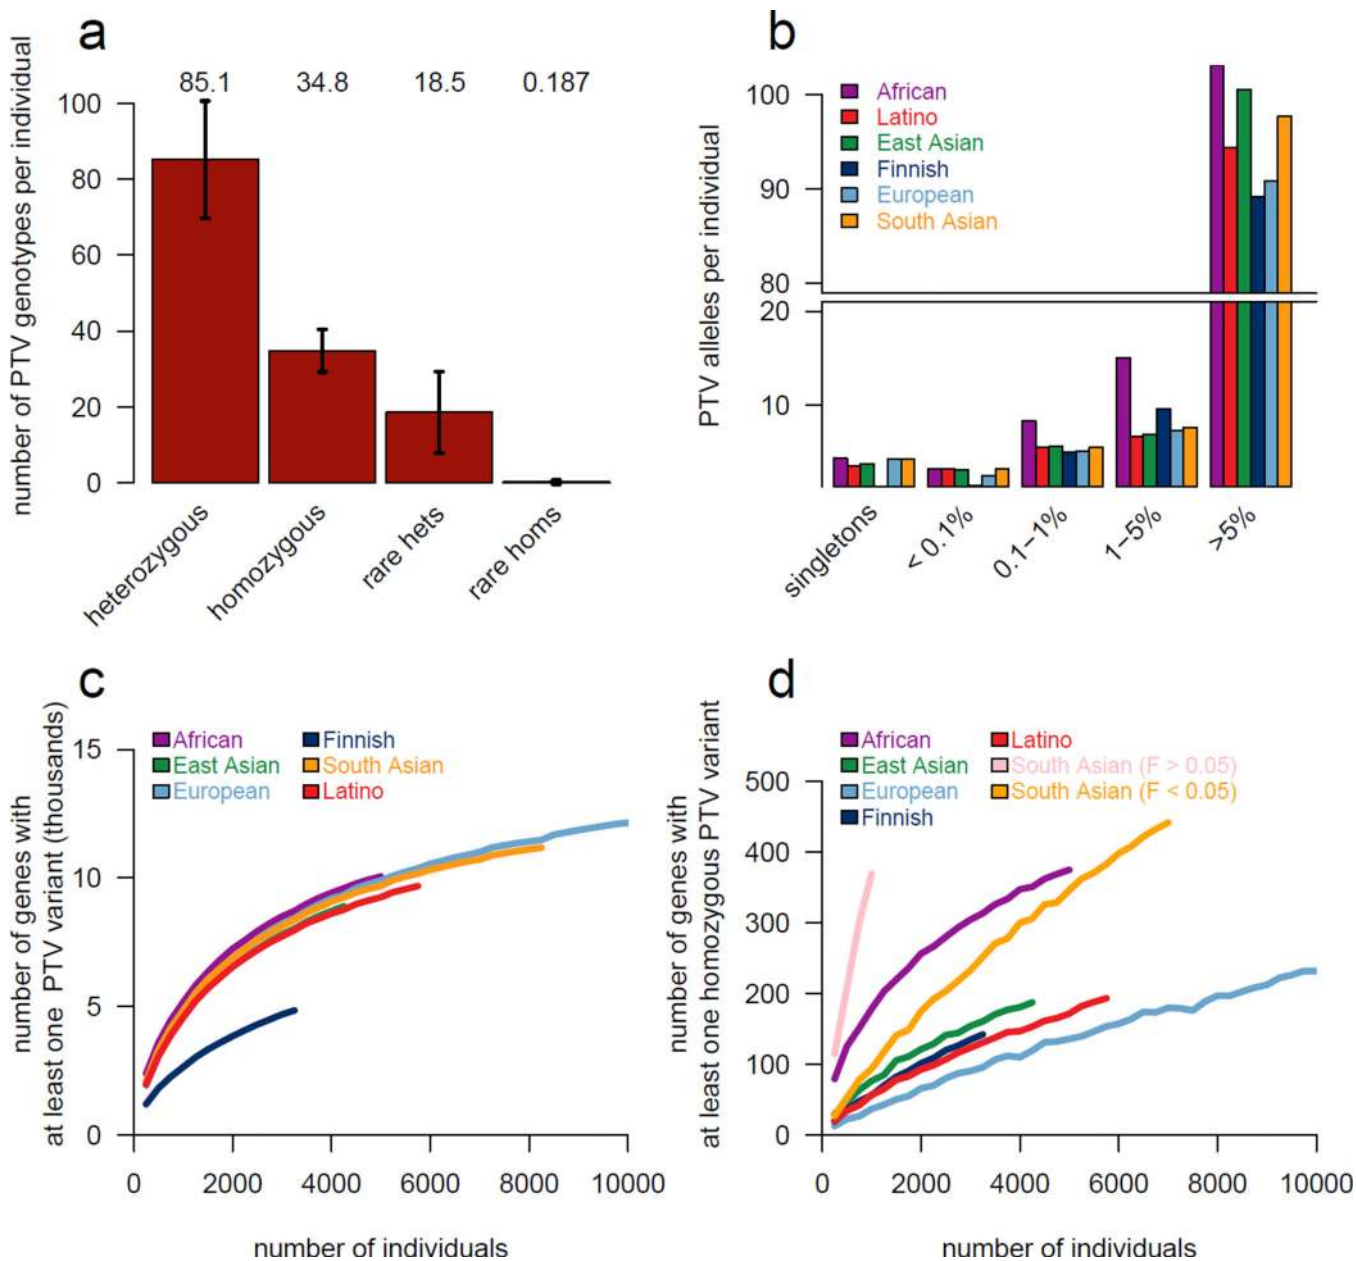 a
number of PTV genotypes per individual
85.1 34.8 18.5 0.187
100
80
60
40
20
0
heterozygous
homozygous
rare hets
rare homs
b
PTV alleles per individual
African
Latino
East Asian
Finnish
European
South Asian
100
90
80
20
10
singletons
< 0.1%
0.1−1%
1−5%
>5%
c
number of genes with
at least one PTV variant (thousands)
African Finnish
East Asian South Asian
European Latino
15
10
5
0
0 2000 4000 6000 8000 10000
number of individuals
d
number of genes with
at least one homozygous PTV variant
African Latino
East Asian South Asian (F > 0.05)
European South Asian (F < 0.05)
Finnish
500
400
300
200
100
0
0 2000 4000 6000 8000 10000
number of individuals